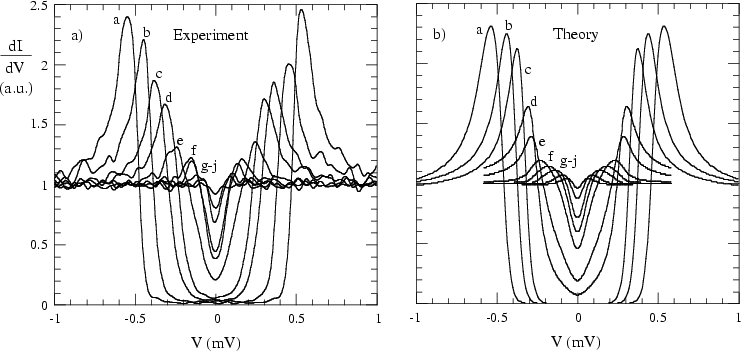 2.5
2
1.5
1
0.5
0
dI
dV
(a.u.)
a) Experiment
a
b
c
d
e
f
g-j
-1 -0.5 0 0.5 1
V (mV)
b) Theory
a
b
c
d
e
f
g-j
-1 -0.5 0 0.5 1
V (mV)